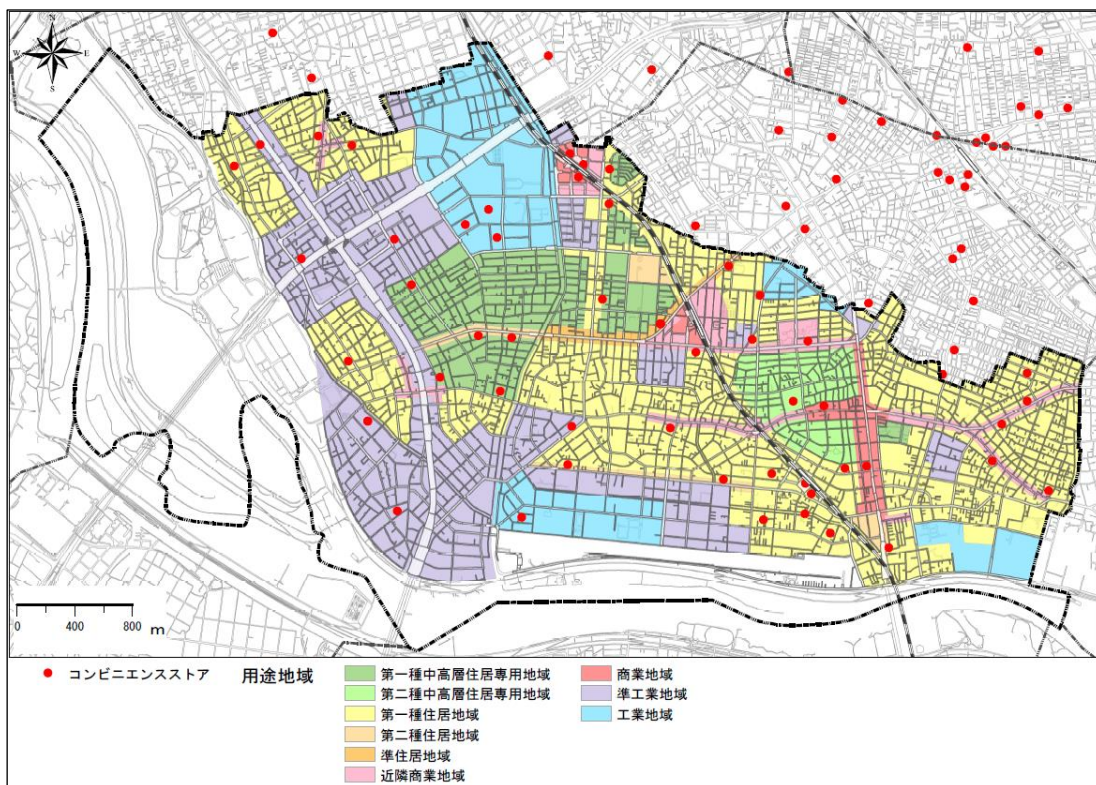 N
W
E
S
0 400 800 m
コンビニエンスストア
用途地域
第一種中高層住居専用地域
第二種中高層住居専用地域
第一種住居地域
第二種住居地域
準住居地域
近隣商業地域
商業地域
準工業地域
工業地域